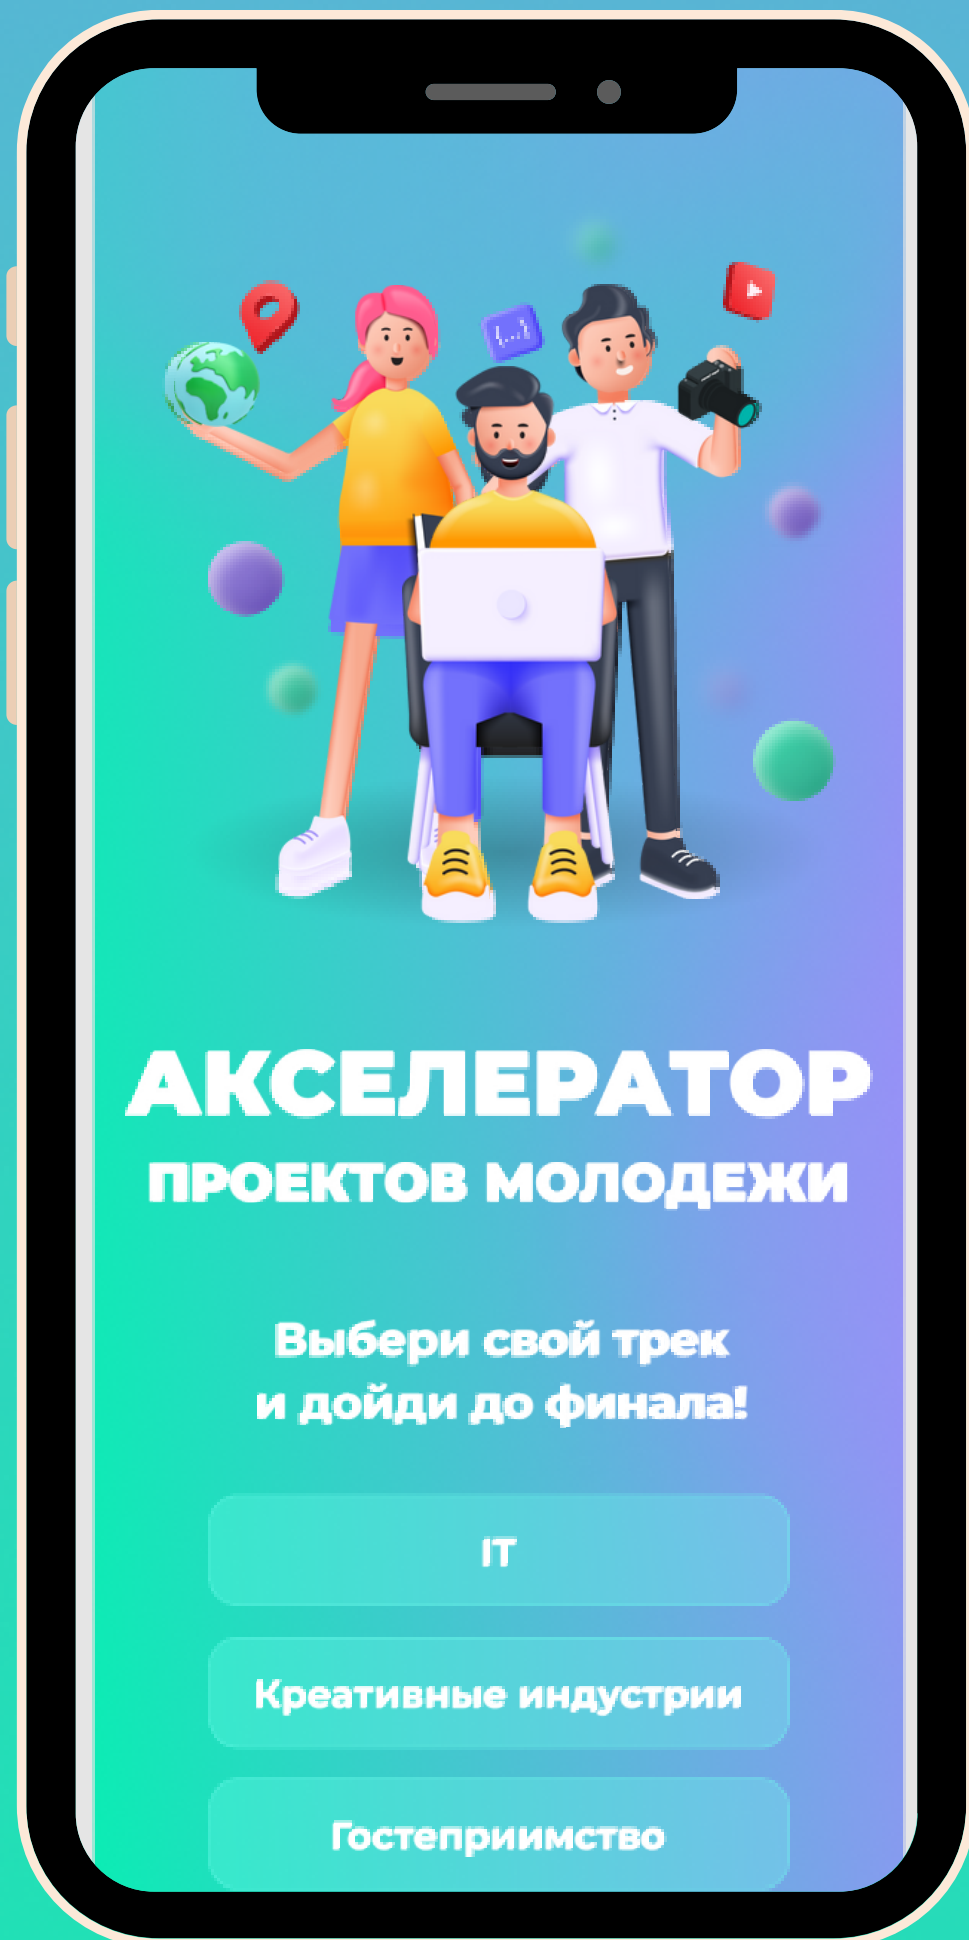 АКСЕЛЕРАТОР
ПРОЕКТОВ МОЛОДЕЖИ
Выбери свой трек
и дойди до финала!
IT
Креативные индустрии
Гостеприимство